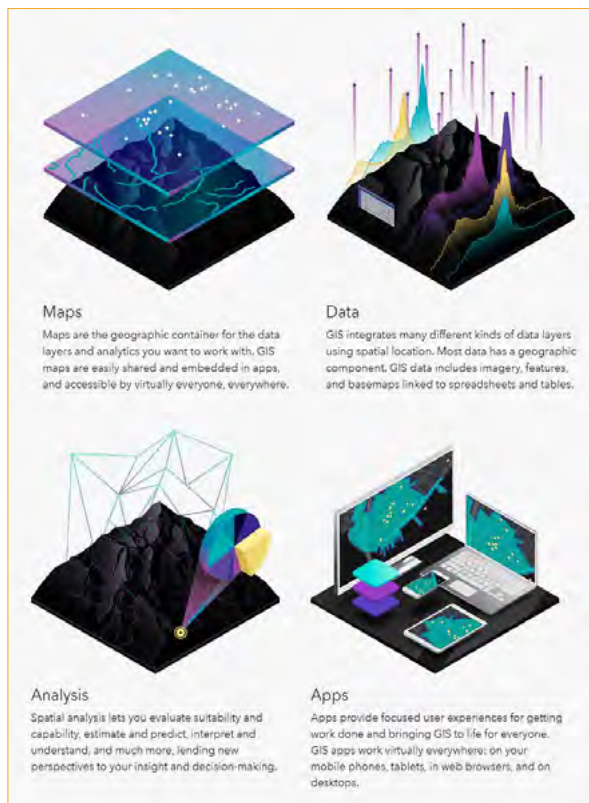 Maps
Maps are the geographic container for the data
layers and analytics you want to work with. GIS
maps are easily shared and embedded in apps,
and accessible by virtually everyone, everywhere.
Data
GIS integrates many different kinds of data layers
using spatial location. Most data has a geographic
component. GIS data includes imagery, features,
and basemaps linked to spreadsheets and tables.
Analysis
Spatial analysis lets you evaluate suitability and
capability, estimate and predict, interpret and
understand, and much more, lending new
perspectives to your insight and decision-making.
Apps
Apps provide focused user experiences for getting
work done and bringing GIS to life for everyone.
GIS apps work virtually everywhere: on your
mobile phones, tablets, in web browsers, and on
desktops.